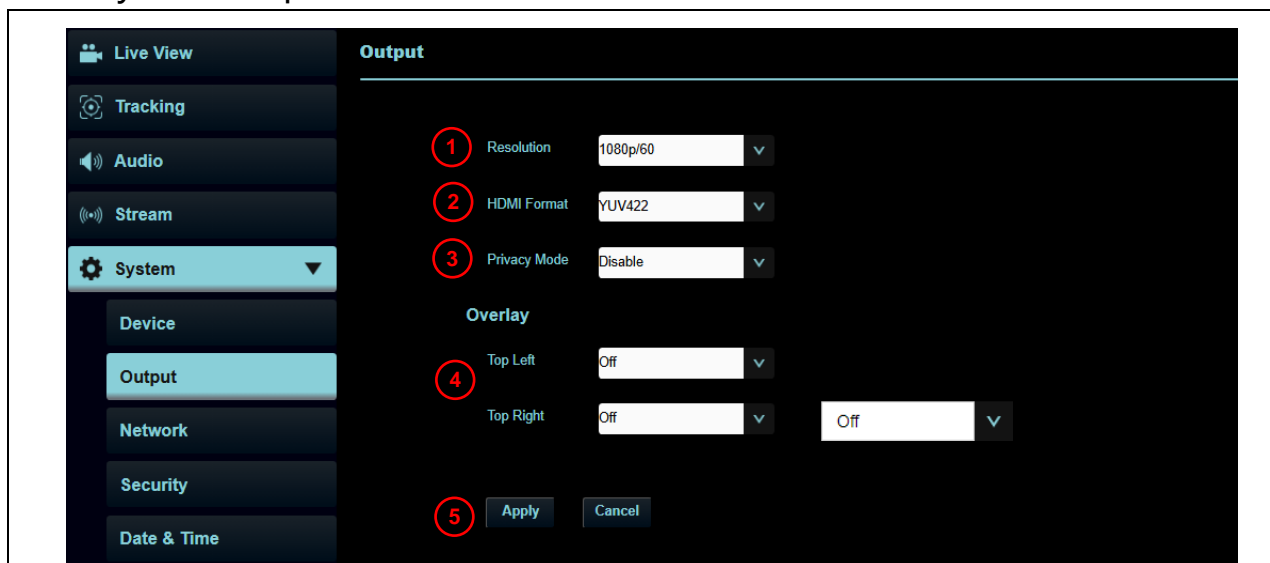 Live View
Tracking
Audio
Stream
System
Device
Output
Network
Security
Date & Time
Output
1 Resolution 1080p/60
2 HDMI Format YUV422
3 Privacy Mode Disable
Overlay
4
Top Left Off
Top Right Off Off
5 Apply Cancel